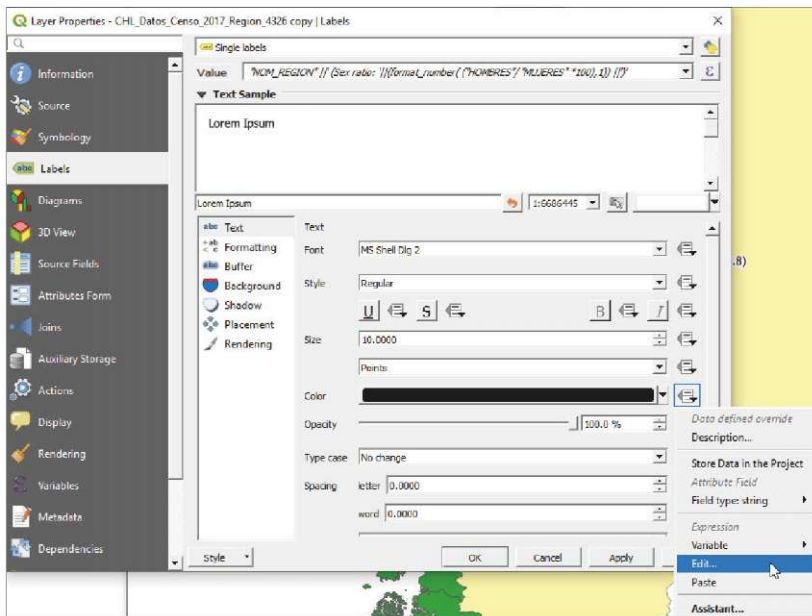 Layer Properties - CHL_Datos_Censo_2017_Region_4326 copy | Labels
Information
Source
Symbology
Labels
Diagrams
3D View
Source Fields
Attributes Form
Joins
Auxiliary Storage
Actions
Display
Rendering
Variables
Metadata
Dependencies
Single labels
Value "NOM_REGION" || ' (Sex ratio: '||(format_number( ("HOMBRES"/ "MUJERES" *100), 1)) ||')'
Text Sample
Lorem Ipsum
Lorem Ipsum 1:6686445
Text
Formatting
Buffer
Background
Shadow
Placement
Rendering
Text
Font MS Shell Dlg 2
Style Regular
U S B I
Size 10.0000
Points
Color
Opacity 100.0 %
Type case No change
Spacing letter 0.0000
word 0.0000
Style OK Cancel Apply
.8)
Data defined override
Description...
Store Data in the Project
Attribute Field
Field type: string
Expression
Variable
Edit...
Paste
Assistant...